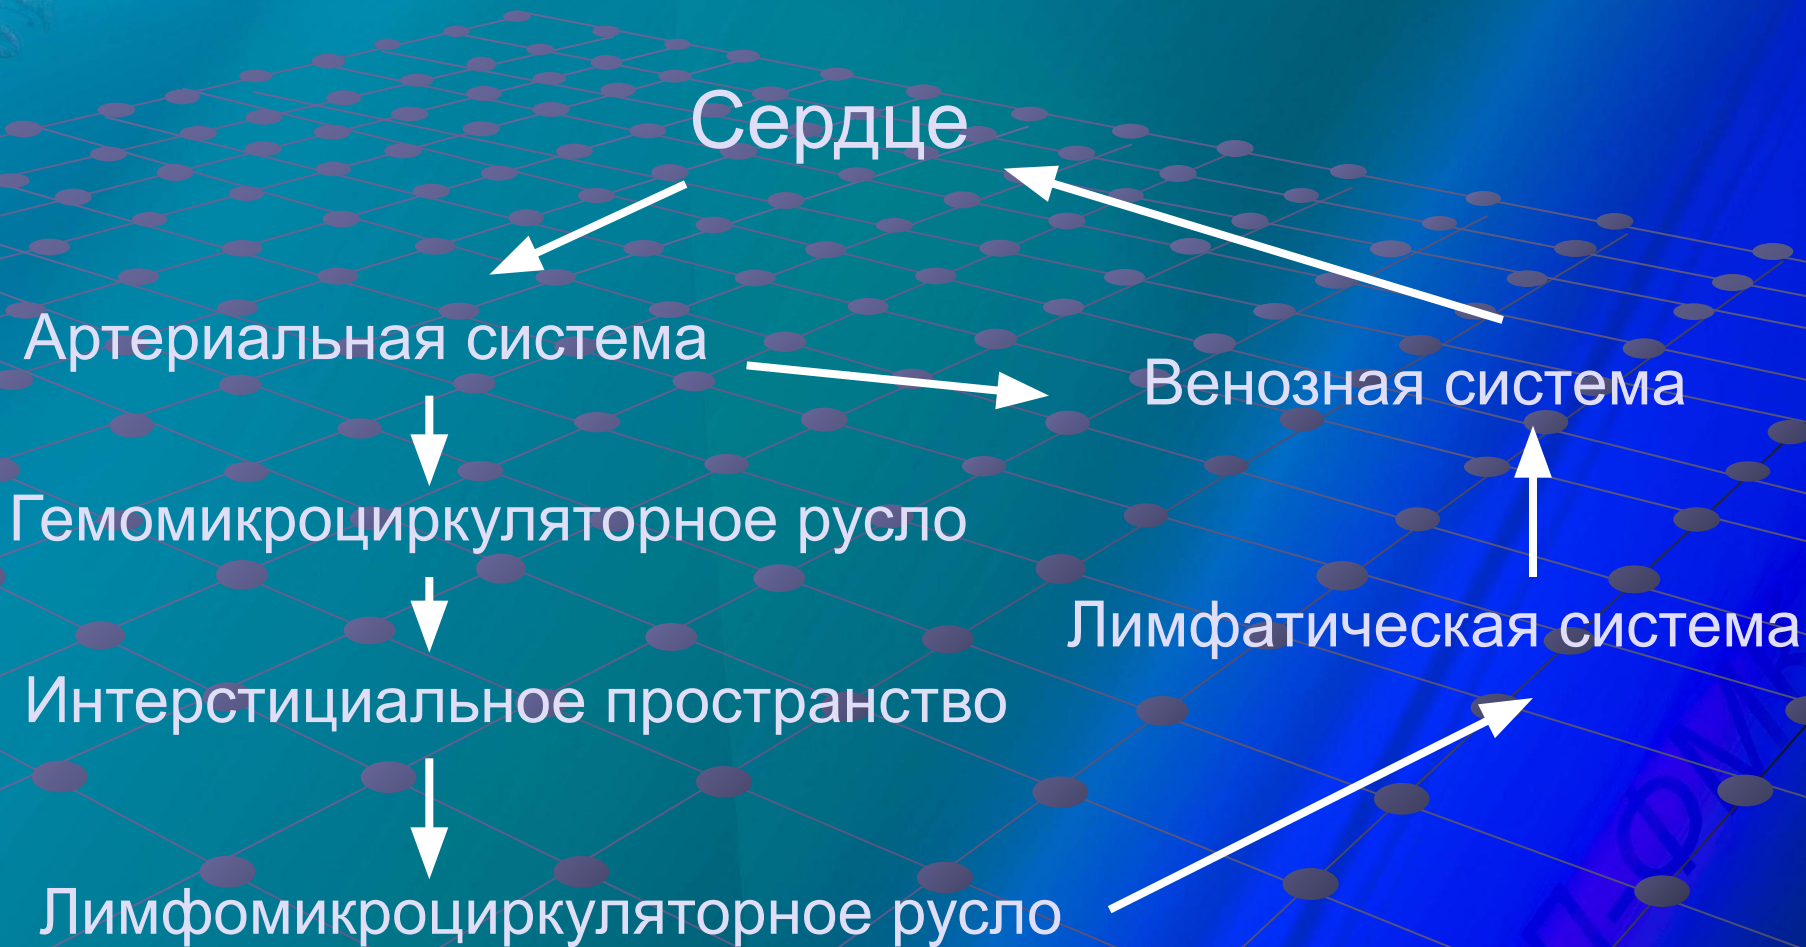 Сердце
Артериальная система
Венозная система
Гемомикроциркуляторное русло
Лимфатическая система
Интерстициальное пространство
Лимфомикроциркуляторное русло